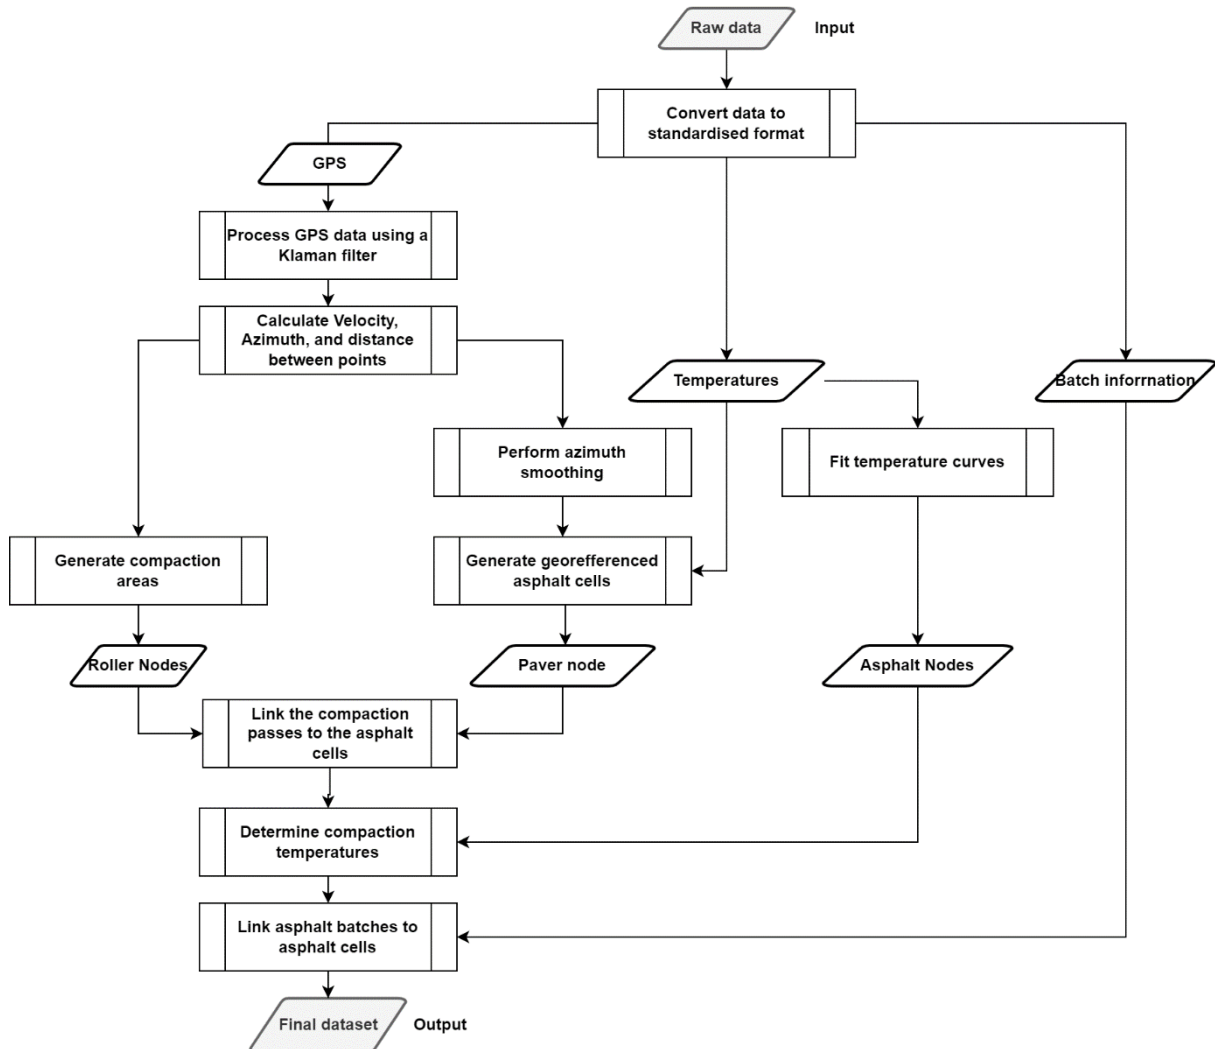 Raw data
Input
Convert data to
standardised format
GPS
Process GPS data using a
Klaman filter
Calculate Velocity,
Azimuth, and distance
between points
Temperatures
Batch inforrnation
Perform azimuth
smoothing
Fit temperature curves
Generate compaction
areas
Generate georefferenced
asphalt cells
Roller Nodes
Paver node
Asphalt Nodes
Link the compaction
passes to the asphalt
cells
Determine compaction
temperatures
Link asphalt batches to
asphalt cells
Final dataset
Output